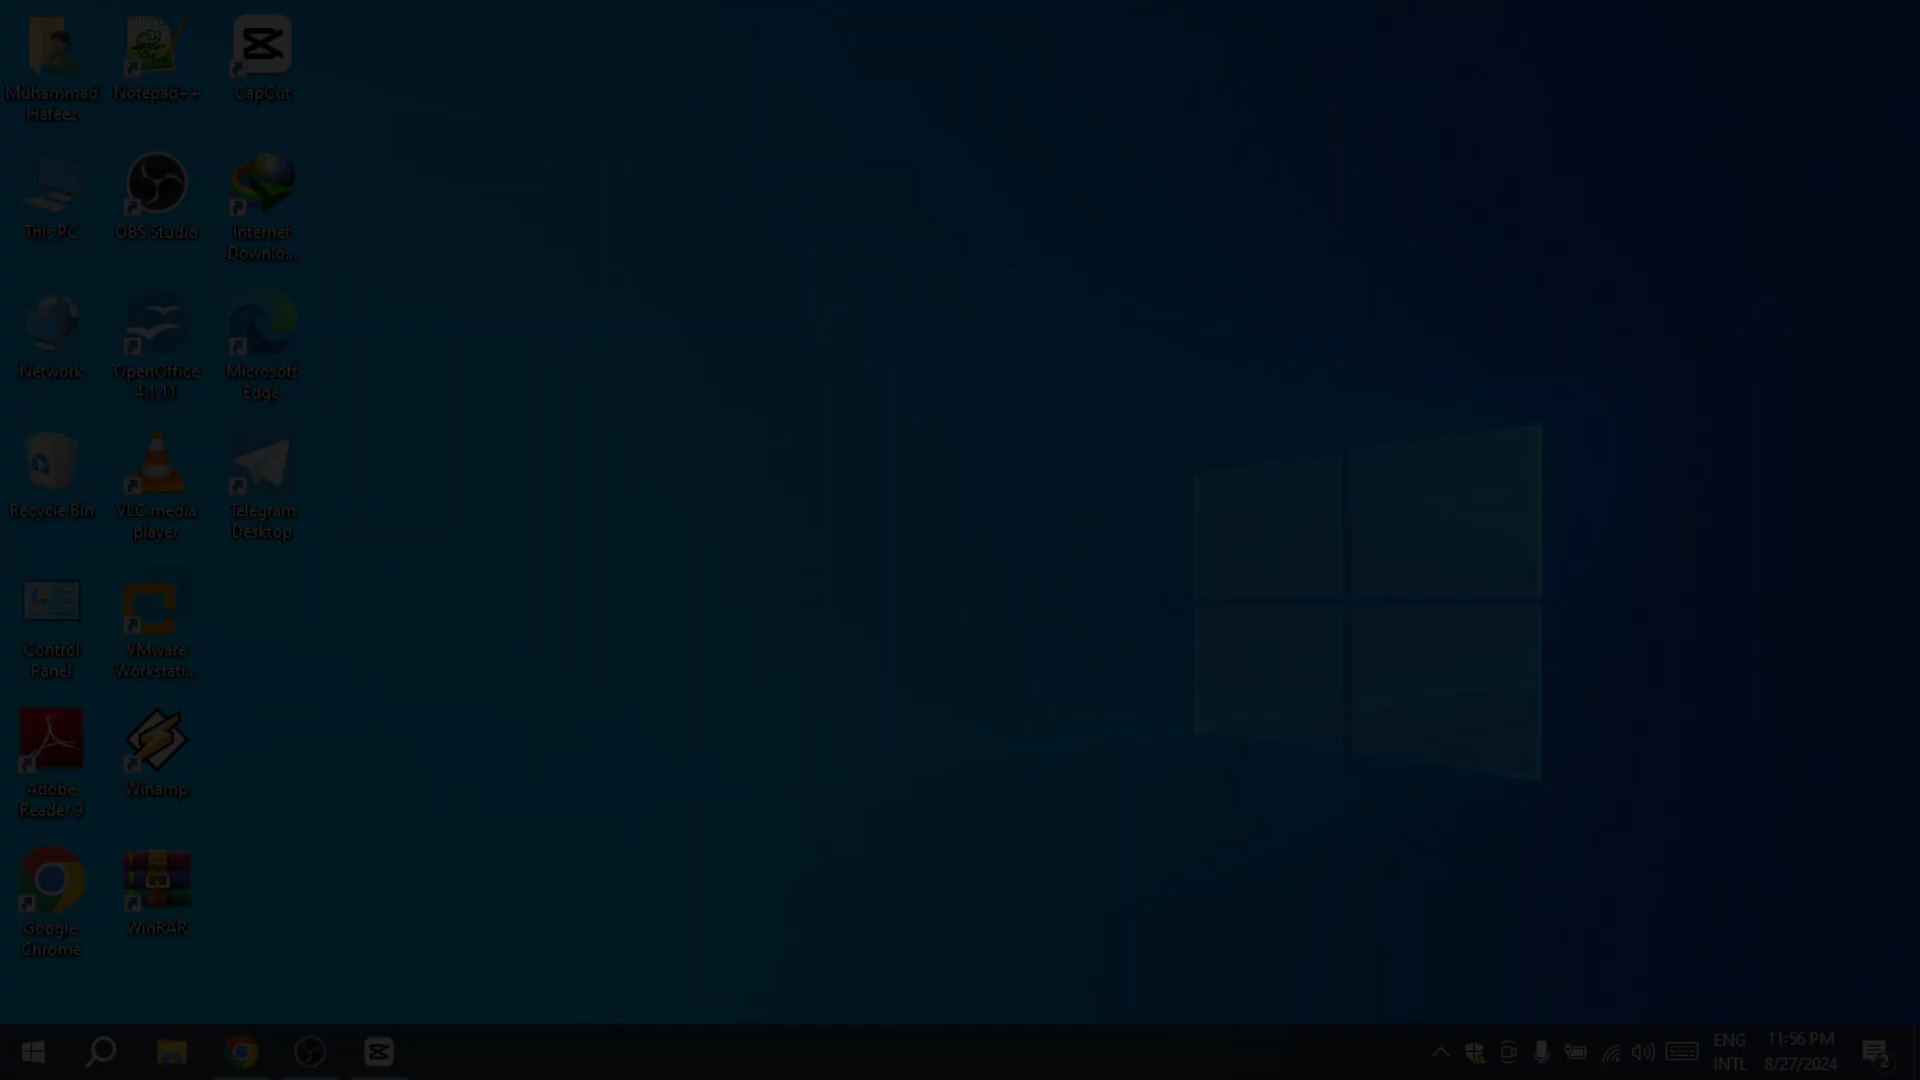 Muhammad
Hafeez
Notepad++
CapCut
This PC
OBS Studio
Internet
Downlo...
Network
OpenOffice
4.1.11
Microsoft
Edge
Recycle Bin
VLC media
player
Telegram
Desktop
Control
Panel
VMware
Workstati...
Adobe
Reader 9
Winamp
Google
Chrome
WinRAR
ENG
INTL
11:56 PM
8/27/2024
2